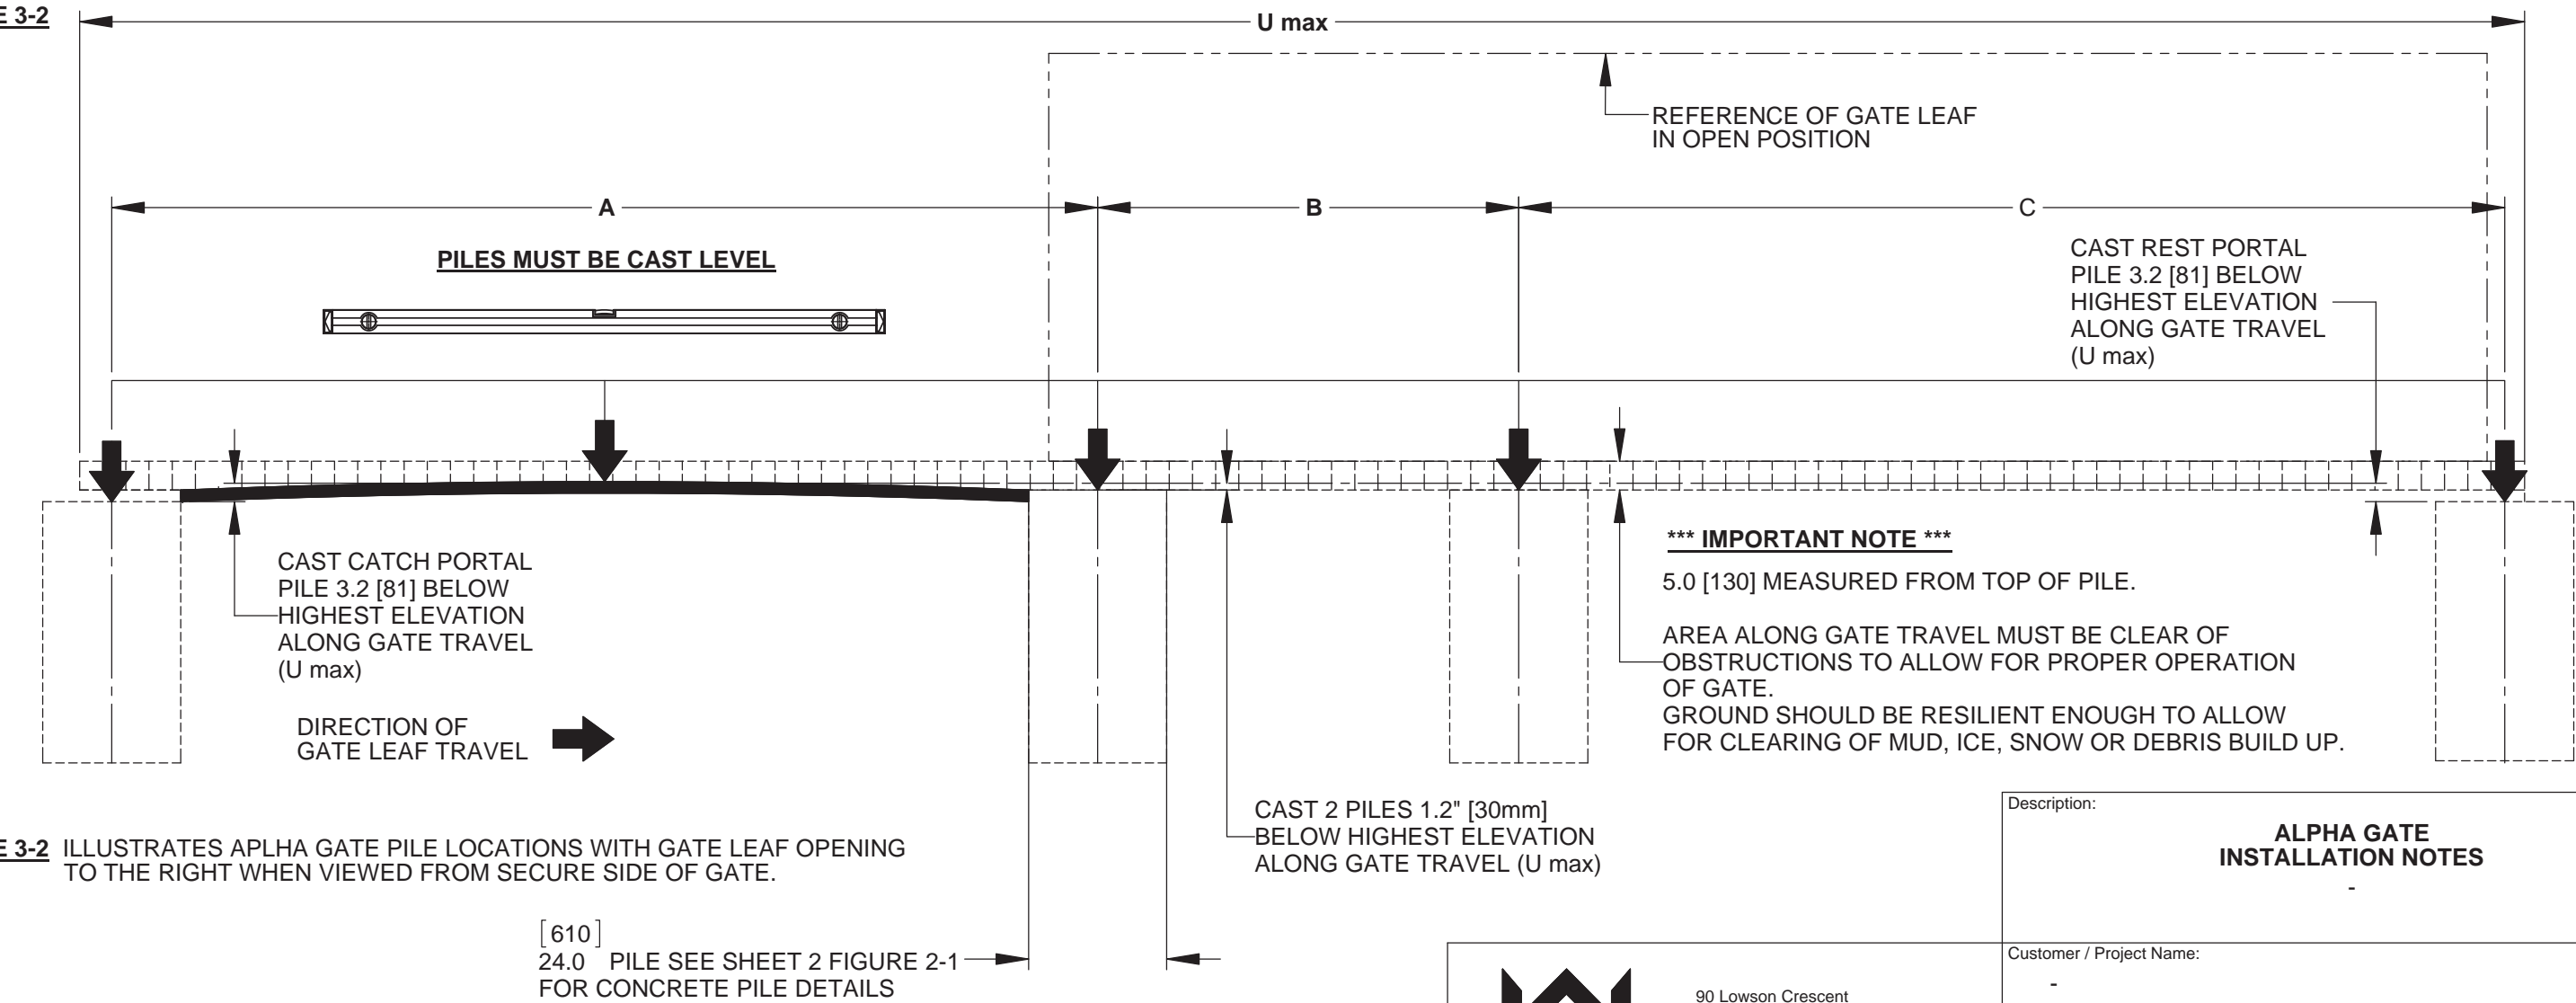 E 3-2
U max
REFERENCE OF GATE LEAF
IN OPEN POSITION
A
B
C
PILES MUST BE CAST LEVEL
CAST REST PORTAL
PILE 3.2 [81] BELOW
HIGHEST ELEVATION
ALONG GATE TRAVEL
(U max)
CAST CATCH PORTAL
PILE 3.2 [81] BELOW
HIGHEST ELEVATION
ALONG GATE TRAVEL
(U max)
*** IMPORTANT NOTE ***
5.0 [130] MEASURED FROM TOP OF PILE.
AREA ALONG GATE TRAVEL MUST BE CLEAR OF
OBSTRUCTIONS TO ALLOW FOR PROPER OPERATION
OF GATE.
GROUND SHOULD BE RESILIENT ENOUGH TO ALLOW
FOR CLEARING OF MUD, ICE, SNOW OR DEBRIS BUILD UP.
DIRECTION OF
GATE LEAF TRAVEL
CAST 2 PILES 1.2" [30mm]
BELOW HIGHEST ELEVATION
ALONG GATE TRAVEL (U max)
E 3-2 ILLUSTRATES APLHA GATE PILE LOCATIONS WITH GATE LEAF OPENING
TO THE RIGHT WHEN VIEWED FROM SECURE SIDE OF GATE.
[610]
24.0 PILE SEE SHEET 2 FIGURE 2-1
FOR CONCRETE PILE DETAILS
Description:
ALPHA GATE
INSTALLATION NOTES
-
Customer / Project Name:
-
90 Lowson Crescent